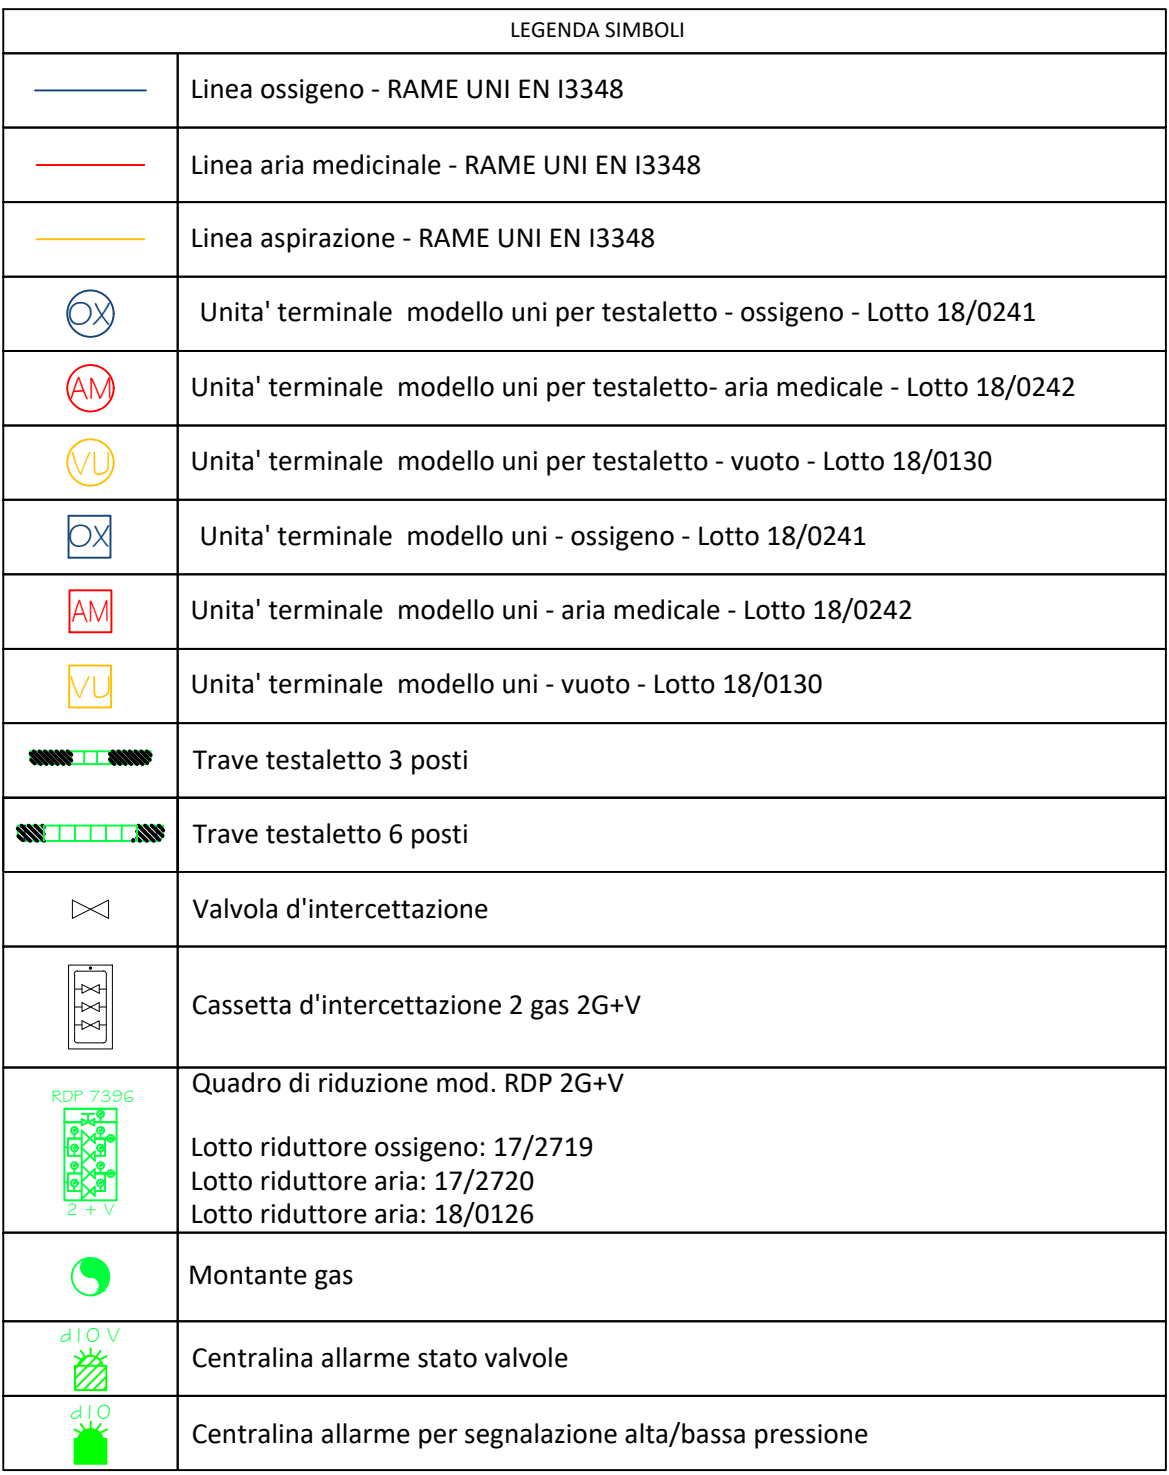 LEGENDA SIMBOLI
Linea ossigeno - RAME UNI EN I3348
Linea aria medicinale - RAME UNI EN I3348
Linea aspirazione - RAME UNI EN I3348
OX Unita' terminale modello uni per testaletto - ossigeno - Lotto 18/0241
AM Unita' terminale modello uni per testaletto- aria medicale - Lotto 18/0242
VU Unita' terminale modello uni per testaletto - vuoto - Lotto 18/0130
OX Unita' terminale modello uni - ossigeno - Lotto 18/0241
AM Unita' terminale modello uni - aria medicale - Lotto 18/0242
VU Unita' terminale modello uni - vuoto - Lotto 18/0130
Trave testaletto 3 posti
Trave testaletto 6 posti
Valvola d'intercettazione
Cassetta d'intercettazione 2 gas 2G+V
RDP 7396
2 + V
Quadro di riduzione mod. RDP 2G+V
Lotto riduttore ossigeno: 17/2719
Lotto riduttore aria: 17/2720
Lotto riduttore aria: 18/0126
Montante gas
d10 V
Centralina allarme stato valvole
d10
Centralina allarme per segnalazione alta/bassa pressione